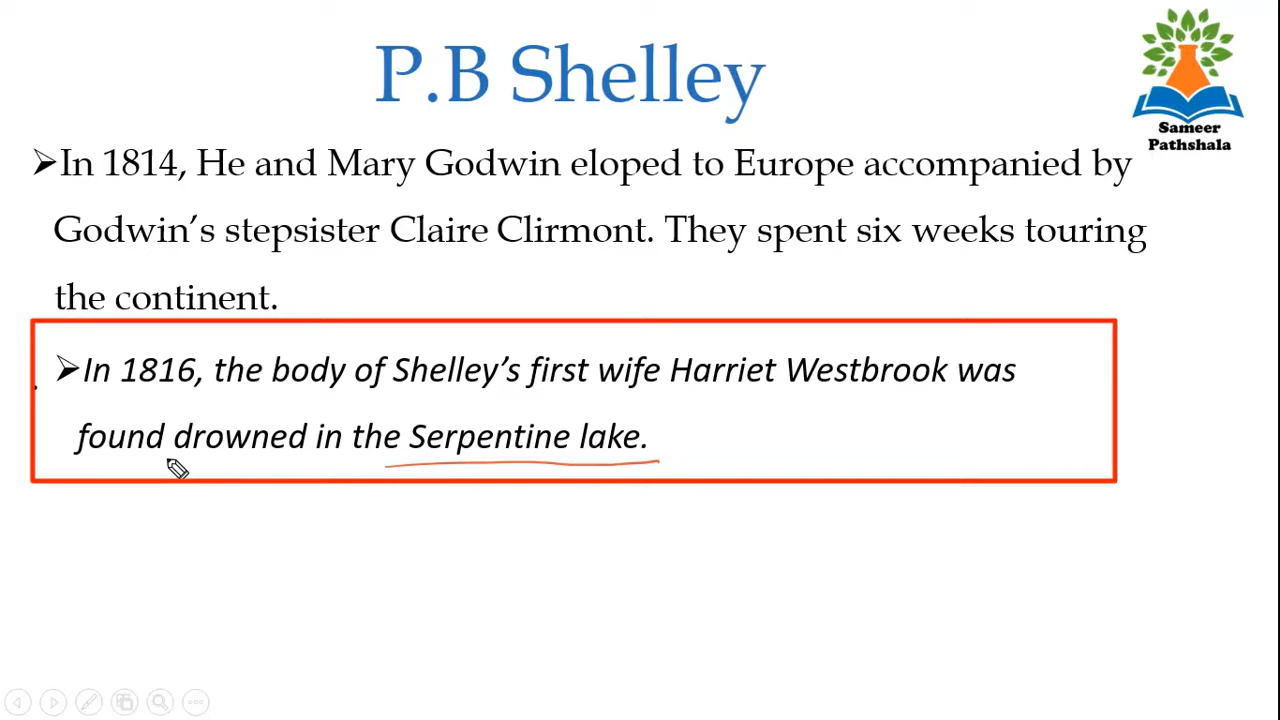 P.B Shelley
Sameer
Pathshala
➢In 1814, He and Mary Godwin eloped to Europe accompanied by
Godwin’s stepsister Claire Clirmont. They spent six weeks touring
the continent.
➢In 1816, the body of Shelley’s first wife Harriet Westbrook was
found drowned in the Serpentine lake.